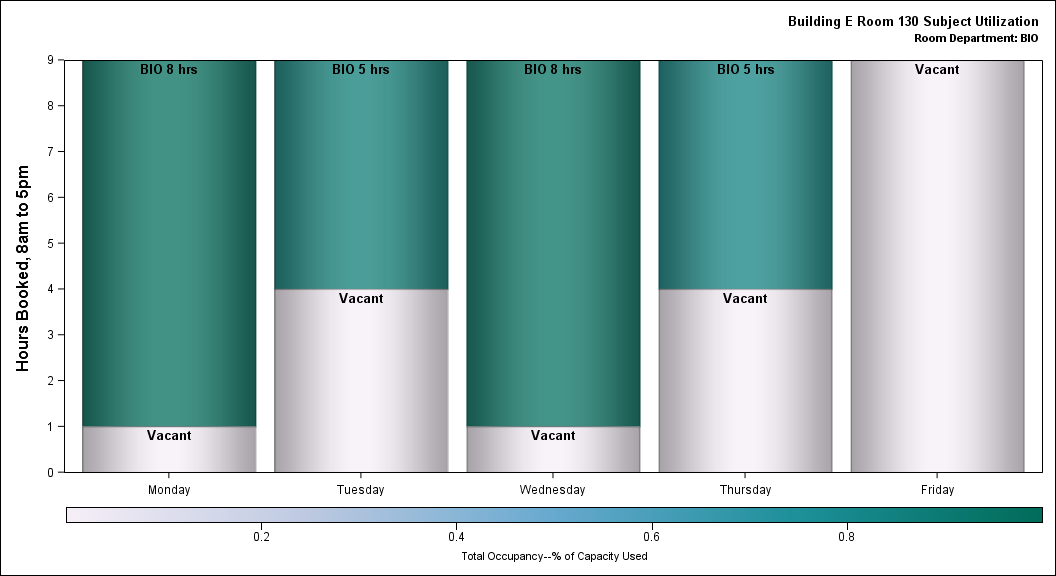 Building E Room 130 Subject Utilization
Room Department: BIO
Hours Booked, 8am to 5pm
9
8
7
6
5
4
3
2
1
0
BIO 8 hrs
Vacant
BIO 5 hrs
Vacant
BIO 8 hrs
Vacant
BIO 5 hrs
Vacant
Vacant
Monday
Tuesday
Wednesday
Thursday
Friday
0.2
0.4
0.6
0.8
Total Occupancy--% of Capacity Used